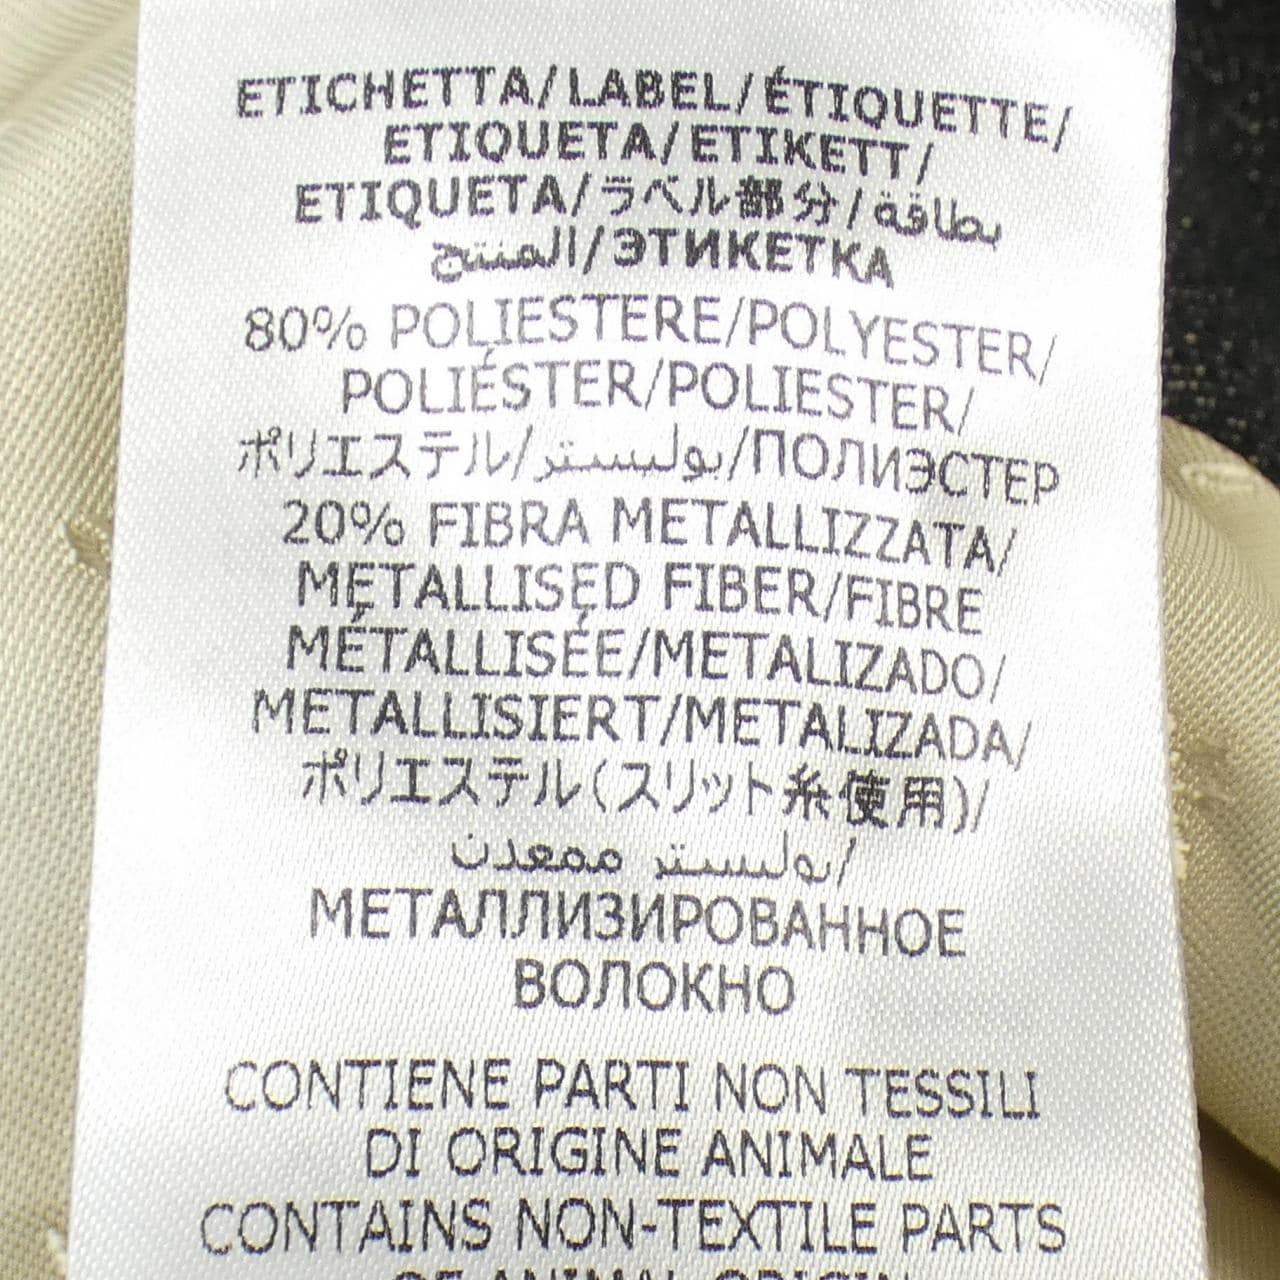 ETICHETTA/LABEL/ÉTIQUETTE/
ETIQUETA/ETIKETT/
ETIQUETA/ラベル部分/بطاقة
المنتج/ЭТИКЕТКА
80% POLIESTERE/POLYESTER/
POLIÉSTER/POLIESTER/
ポリエステル/بوليستر/ПОЛИЭСТЕР
20% FIBRA METALLIZZATA/
METALLISED FIBER/FIBRE
MÉTALLISÉE/METALIZADO/
METALLISIERT/METALIZADA/
ポリエステル(スリット糸使用)/
بوليستر ممعدن/
МЕТАЛЛИЗИРОВАННОЕ
ВОЛОКНО
CONTIENE PARTI NON TESSILI
DI ORIGINE ANIMALE
CONTAINS NON-TEXTILE PARTS
OF ANIMAL ORIGIN